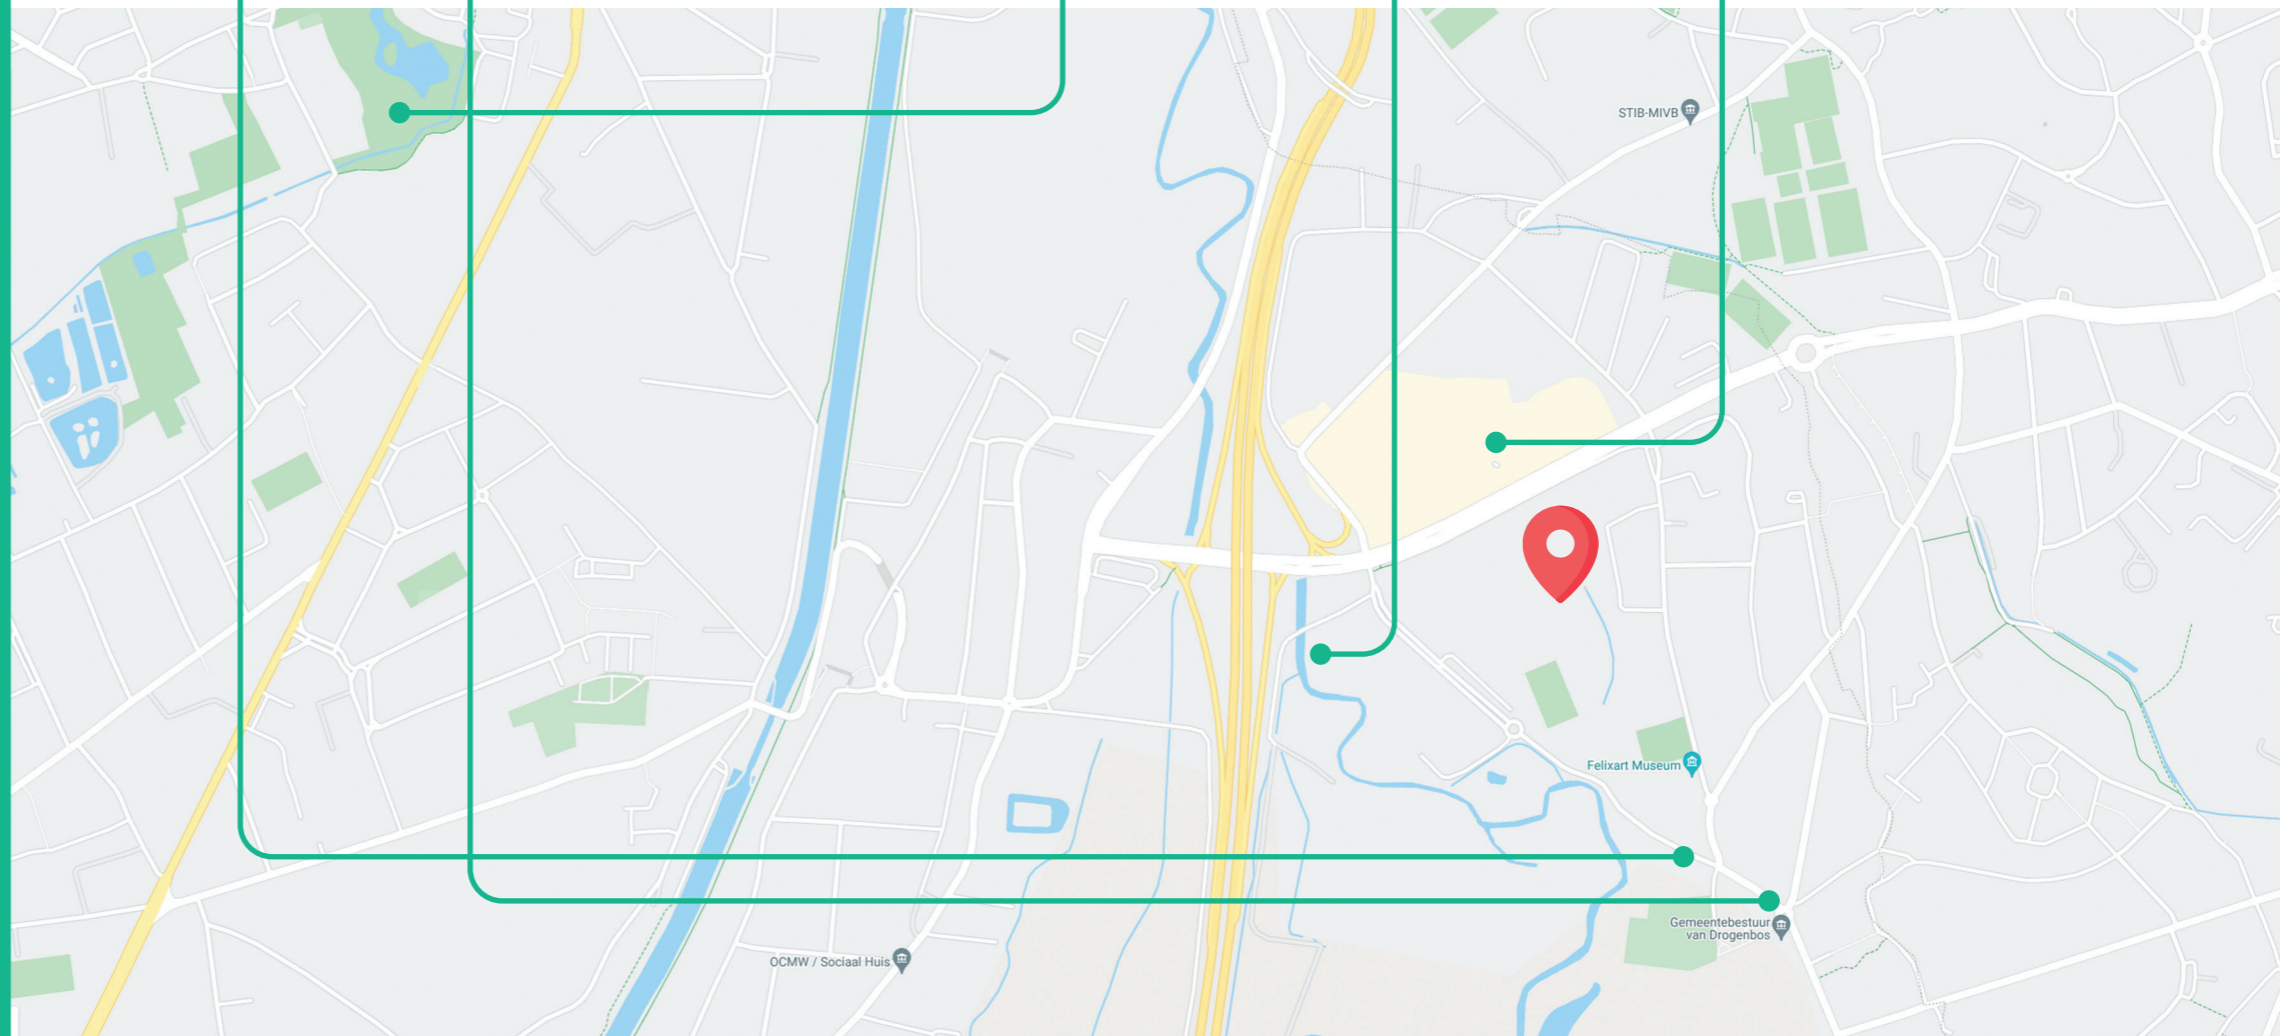 STIB-MIVB
Felixart Museum
Gemeentebestuur
van Drogenbos
OCMW / Sociaal Huis